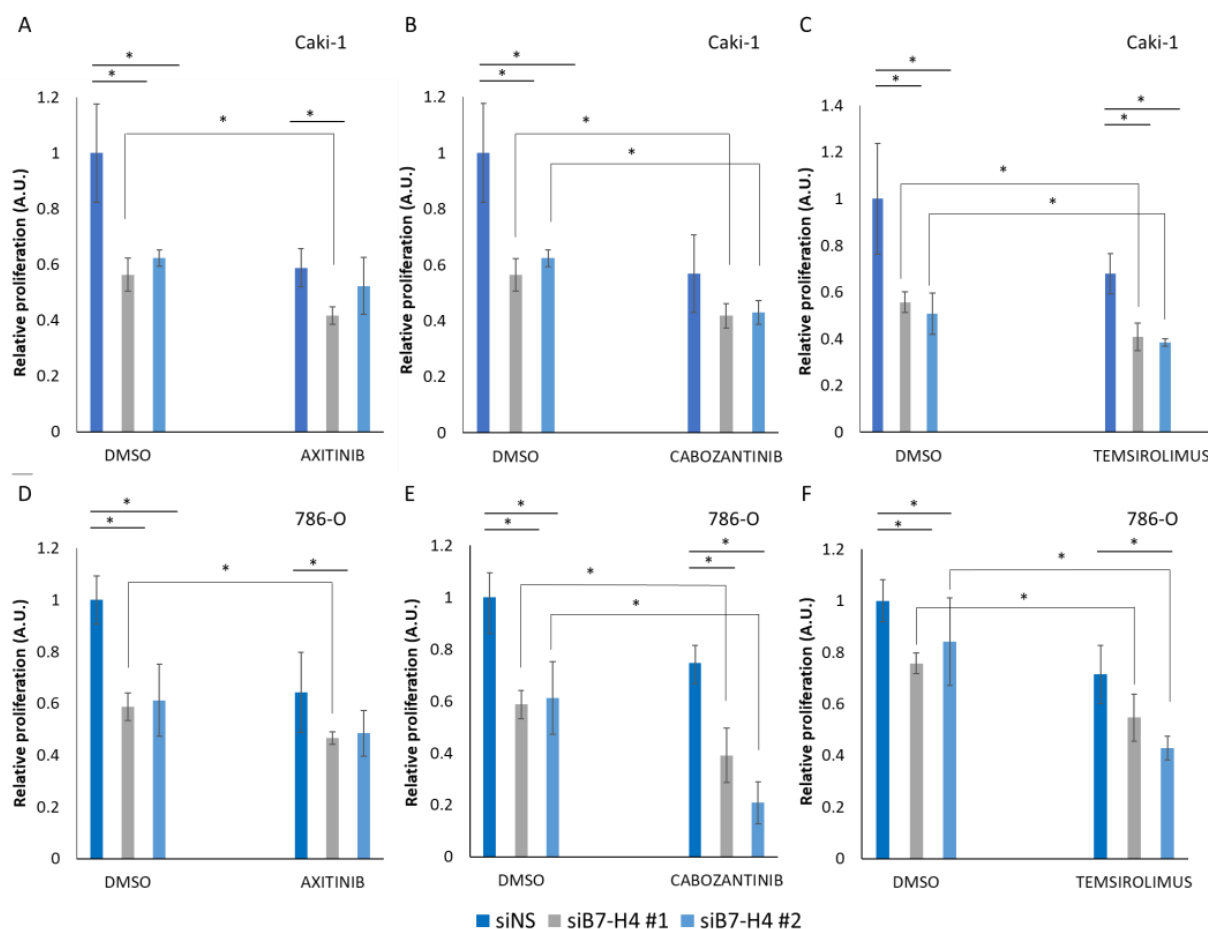 A
Caki-1
*
*
*
*
1.2
1
0.8
0.6
0.4
0.2
0
Relative proliferation (A.U.)
DMSO AXITINIB
B
Caki-1
*
*
*
*
1.2
1
0.8
0.6
0.4
0.2
0
Relative proliferation (A.U.)
DMSO CABOZANTINIB
C
Caki-1
*
*
*
*
*
*
1.4
1.2
1
0.8
0.6
0.4
0.2
0
Relative proliferation (A.U.)
DMSO TEMSIROLIMUS
D
786-O
*
*
*
*
1.2
1
0.8
0.6
0.4
0.2
0
Relative proliferation (A.U.)
DMSO AXITINIB
E
786-O
*
*
*
*
*
*
1.2
1
0.8
0.6
0.4
0.2
0
Relative proliferation (A.U.)
DMSO CABOZANTINIB
F
786-O
*
*
*
*
*
1.2
1
0.8
0.6
0.4
0.2
0
Relative proliferation (A.U.)
DMSO TEMSIROLIMUS
siNS siB7-H4 #1 siB7-H4 #2